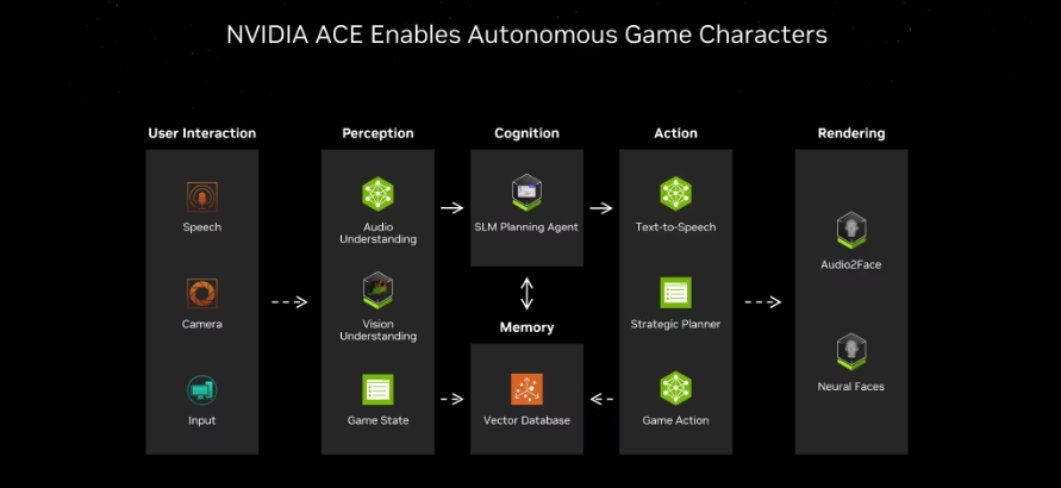 NVIDIA ACE Enables Autonomous Game Characters
User Interaction
Speech
Camera
Input
Perception
Audio
Understanding
Vision
Understanding
Game State
Cognition
SLM Planning Agent
Memory
Vector Database
Action
Text-to-Speech
Strategic Planner
Game Action
Rendering
Audio2Face
Neural Faces